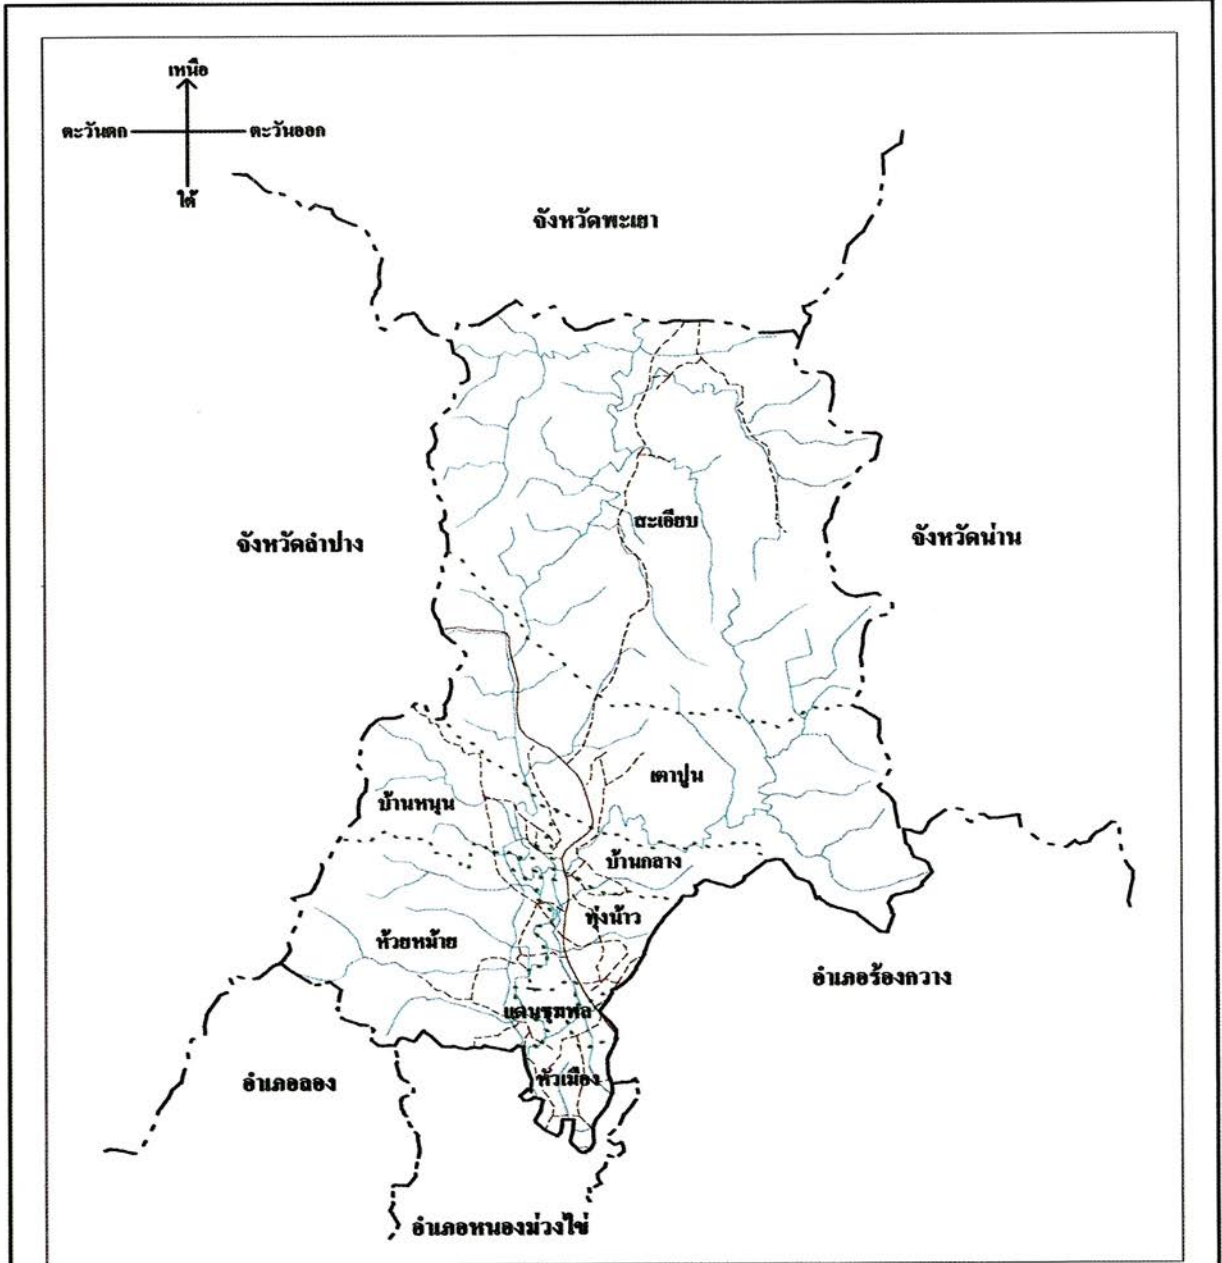 เหนือ
ตะวันตก
ตะวันออก
ใต้
จังหวัดพะเยา
สะเอียบ
จังหวัดลำปาง
จังหวัดน่าน
เตาปูน
บ้านหนุน
บ้านกลาง
ทุ่งน้าว
ห้วยหม้าย
อำเภอร้องกวาง
แดนชุมพล
หัวเมือง
อำเภอลอง
อำเภอหนองม่วงไข่